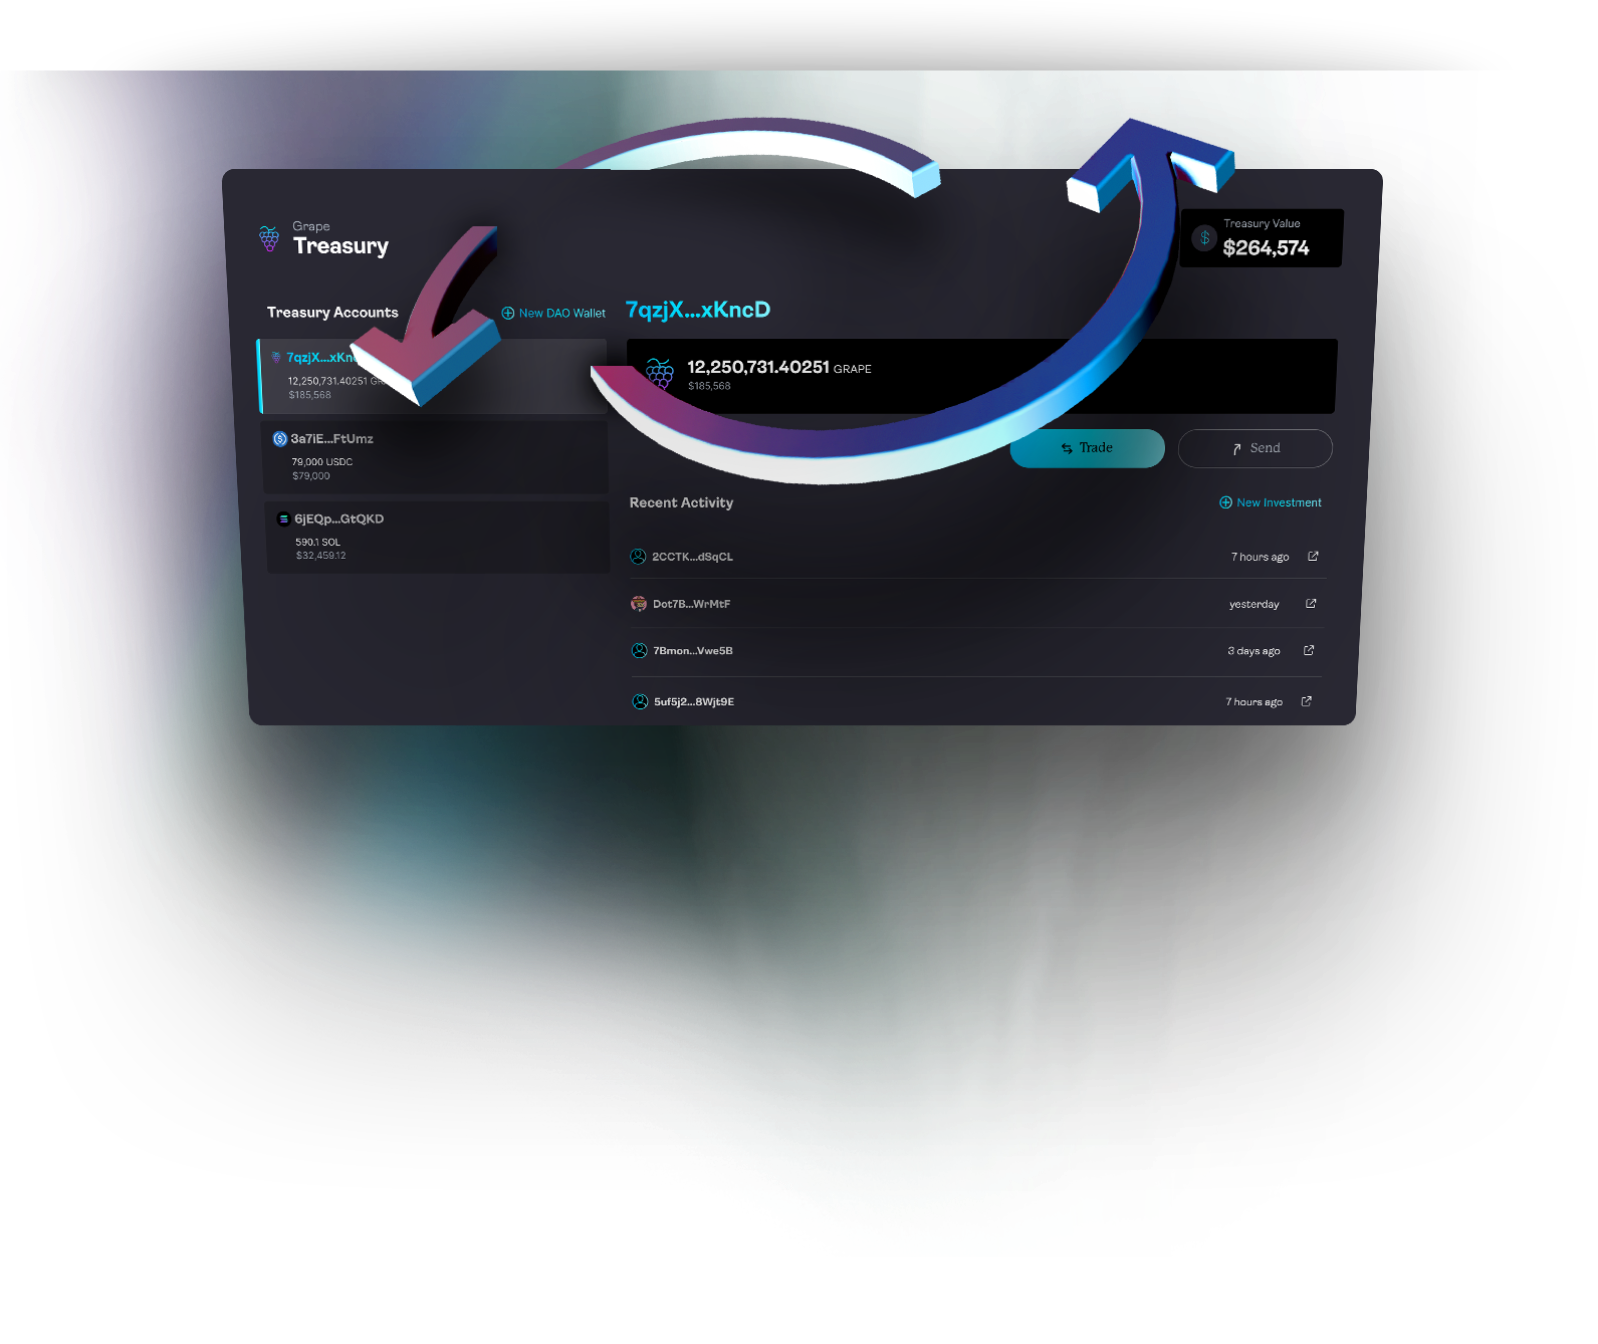 Grape
Treasury
Treasury Value
$264,574
Treasury Accounts
New DAO Wallet
7qzjX...xKn
12,250,731.40251
$185,568
3a7iE...FtUmz
79,000 USDC
$79,000
6jEQp...GtQKD
590.1 SOL
$32,459.12
7qzjX...xKncD
12,250,731.40251 GRAPE
$185,568
Trade
Send
Recent Activity
New Investment
2CCTK...dSqCL
7 hours ago
Dot7B...WrMtF
yesterday
7Bmon...Vwe5B
3 days ago
5uf5j2...8Wjt9E
7 hours ago